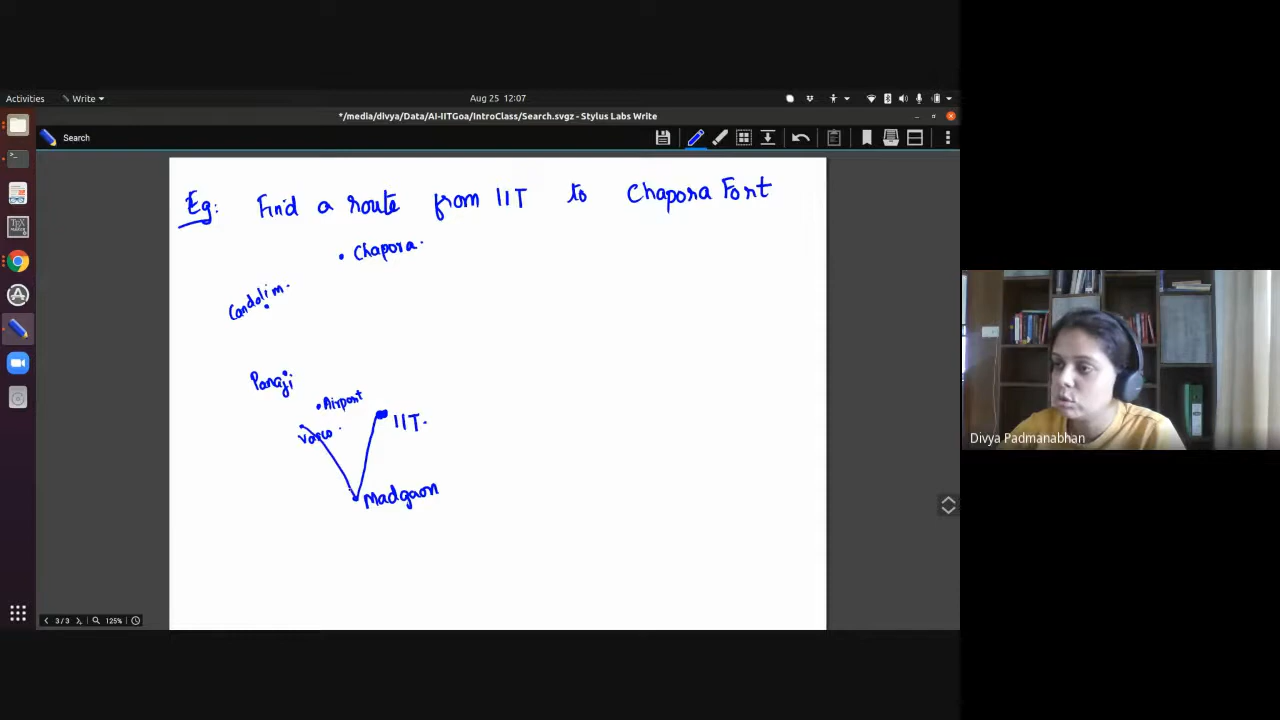 Activities
Write
Aug 25 12:07
*/media/divya/Data/AI-IITGoa/IntroClass/Search.svgz - Stylus Labs Write
Search
Eg: Find a route from IIT to Chapora Fort
Chapora
Candolim
Panaji
Airport
IIT
Vasco
Madgaon
Divya Padmanabhan
3/3
125%